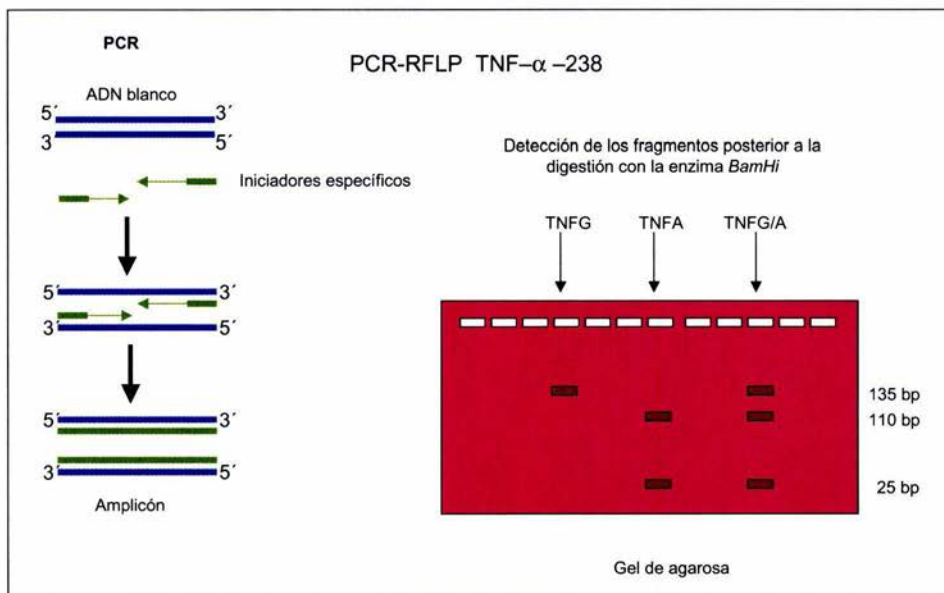 PCR
PCR-RFLP TNF–α –238
ADN blanco
5´ 3´
3´ 5´
Iniciadores específicos
5´ 3´
3´ 5´
5´ 3´
3´ 5´
Amplicón
Detección de los fragmentos posterior a la
digestión con la enzima BamHi
TNFG TNFA TNFG/A
135 bp
110 bp
25 bp
Gel de agarosa